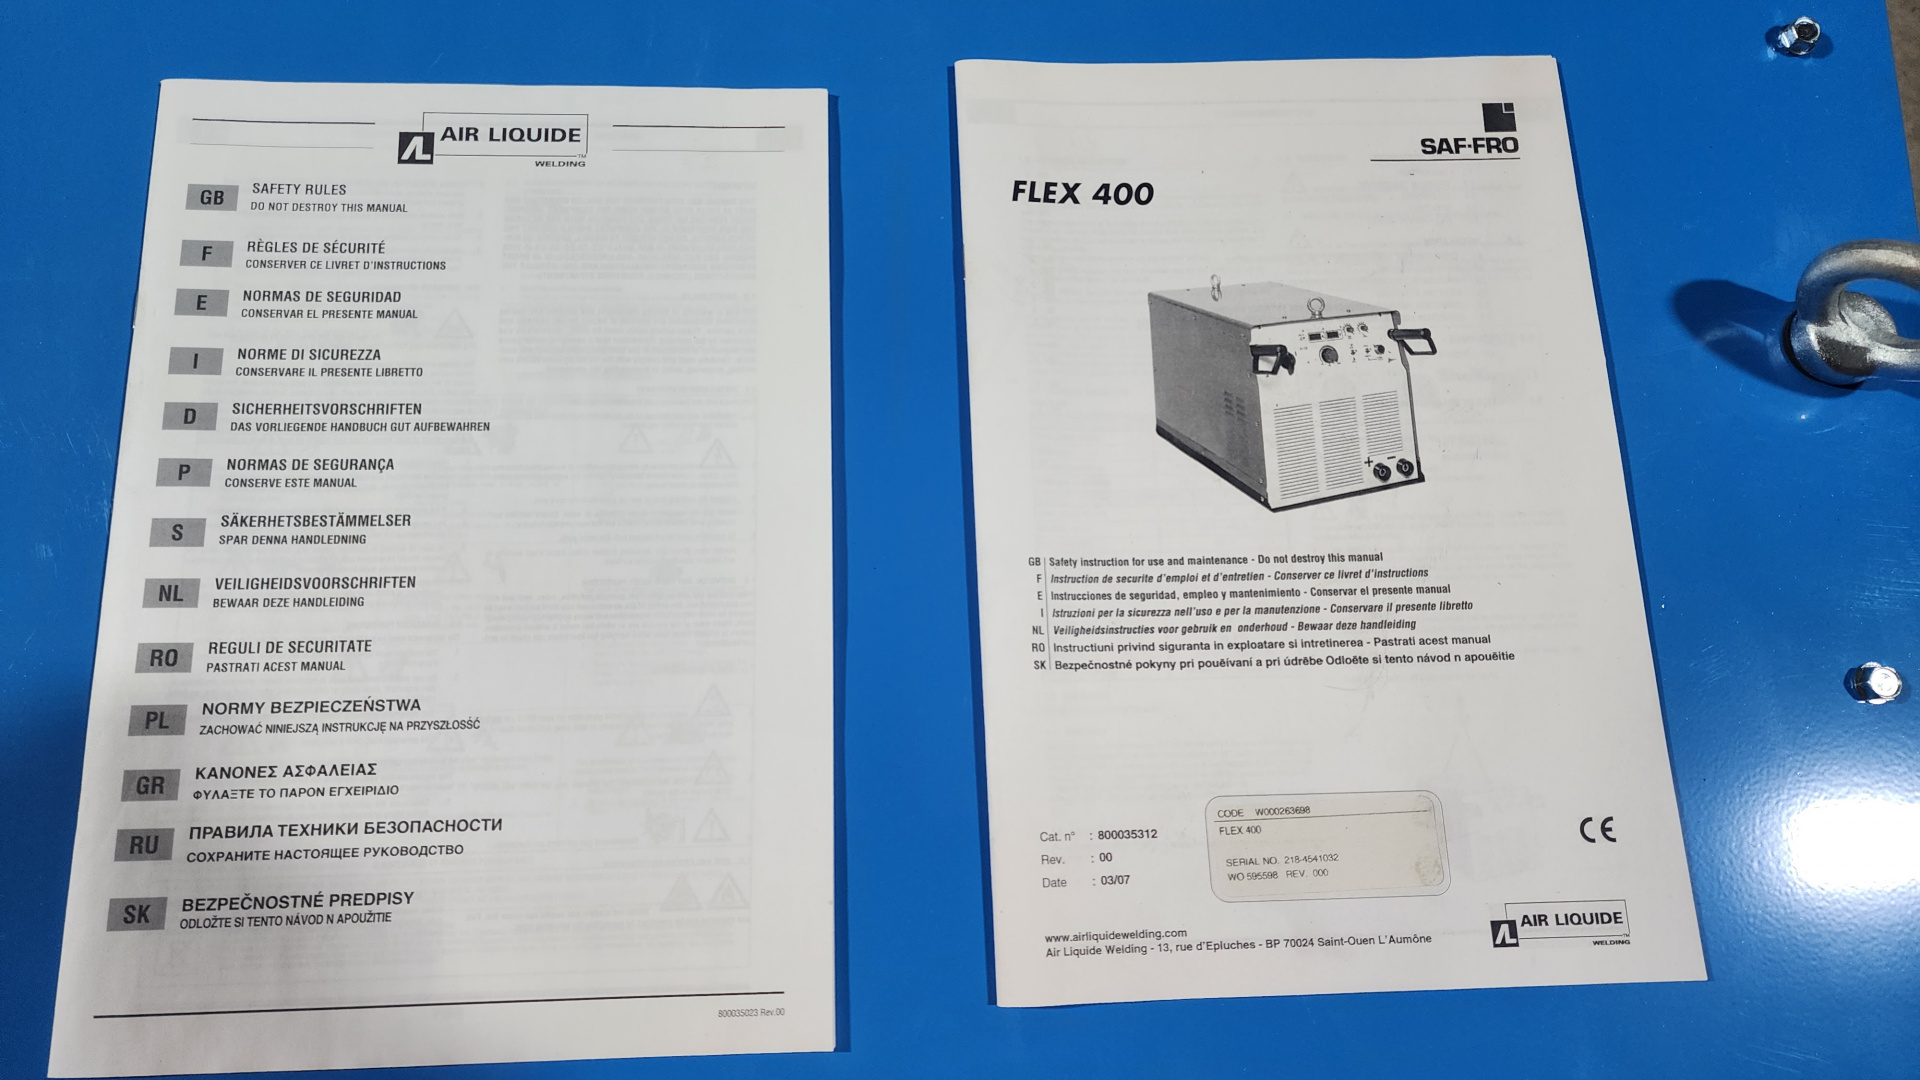 AIR LIQUIDE
™
WELDING
GB SAFETY RULES
DO NOT DESTROY THIS MANUAL
F RÈGLES DE SÉCURITÉ
CONSERVER CE LIVRET D'INSTRUCTIONS
E NORMAS DE SEGURIDAD
CONSERVAR EL PRESENTE MANUAL
I NORME DI SICUREZZA
CONSERVARE IL PRESENTE LIBRETTO
D SICHERHEITSVORSCHRIFTEN
DAS VORLIEGENDE HANDBUCH GUT AUFBEWAHREN
P NORMAS DE SEGURANÇA
CONSERVE ESTE MANUAL
S SÄKERHETSBESTÄMMELSER
SPAR DENNA HANDLEDNING
NL VEILIGHEIDSVOORSCHRIFTEN
BEWAAR DEZE HANDLEIDING
RO REGULI DE SECURITATE
PASTRATI ACEST MANUAL
PL NORMY BEZPIECZEŃSTWA
ZACHOWAĆ NINIEJSZĄ INSTRUKCJĘ NA PRZYSZŁOSŚĆ
GR ΚΑΝΟΝΕΣ ΑΣΦΑΛΕΙΑΣ
ΦΥΛΑΞΤΕ ΤΟ ΠΑΡΟΝ ΕΓΧΕΙΡΙΔΙΟ
RU ПРАВИЛА ТЕХНИКИ БЕЗОПАСНОСТИ
СОХРАНИТЕ НАСТОЯЩЕЕ РУКОВОДСТВО
SK BEZPEČNOSTNÉ PREDPISY
ODLOŽTE SI TENTO NÁVOD N APOUŽITIE
800035023 Rev.00
SAF-FRO
FLEX 400
+ −
GB Safety instruction for use and maintenance - Do not destroy this manual
F Instruction de securite d'emploi et d'entretien - Conserver ce livret d'instructions
E Instrucciones de seguridad, empleo y mantenimiento - Conservar el presente manual
I Istruzioni per la sicurezza nell'uso e per la manutenzione - Conservare il presente libretto
NL Veiligheidsinstructies voor gebruik en onderhoud - Bewaar deze handleiding
RO Instructiuni privind siguranta in exploatare si intretinerea - Pastrati acest manual
SK Bezpečnostné pokyny pri pouěívaní a pri údrěbe Odloěte si tento návod n apouěitie
Cat. n° : 800035312
Rev. : 00
Date : 03/07
CODE W000263698
FLEX 400
SERIAL NO. 218-4541032
WO 595598 REV. 000
CE
www.airliquidewelding.com
Air Liquide Welding - 13, rue d'Epluches - BP 70024 Saint-Ouen L'Aumône
AIR LIQUIDE
™
WELDING